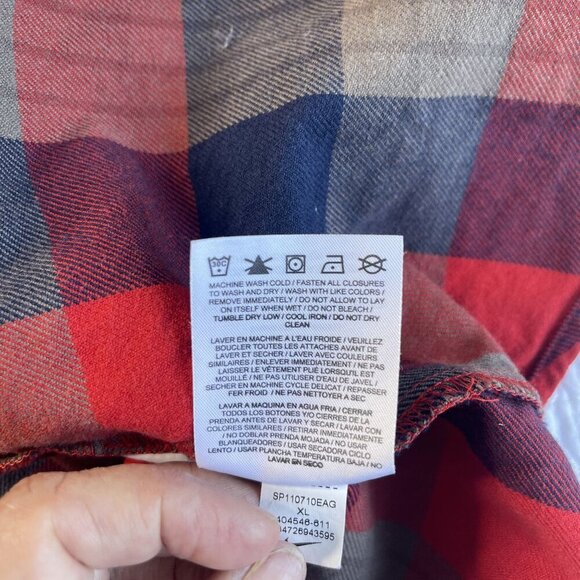 30C
MACHINE WASH COLD / FASTEN ALL CLOSURES
TO WASH AND DRY / WASH WITH LIKE COLORS /
REMOVE IMMEDIATELY / DO NOT ALLOW TO LAY
ON ITSELF WHEN WET / DO NOT BLEACH /
TUMBLE DRY LOW / COOL IRON / DO NOT DRY
CLEAN
LAVER EN MACHINE A L'EAU FROIDE / VEUILLEZ
BOUCLER TOUTES LES ATTACHES AVANT DE
LAVER ET SECHER / LAVER AVEC COULEURS
SIMILAIRES / ENLEVER IMMEDIATEMENT / NE PAS
LAISSER LE VÊTEMENT PLIÉ LORSQU'IL EST
MOUILLÉ / NE PAS UTILISER D'EAU DE JAVEL /
SECHER EN MACHINE CYCLE DELICAT / REPASSER
FER FROID / NE PAS NETTOYER A SEC
LAVAR A MAQUINA EN AGUA FRIA / CERRAR
TODOS LOS BOTONES Y/O CIERRES CUANDO
PRENDA ANTES DE LAVAR Y SECAR / LAVAR CON
COLORES SIMILARES / RETIRAR INMEDIATAMENTE
/ NO DOBLAR PRENDA MOJADA / NO USAR
BLANQUEADORES / USAR SECADORA CICLO
LENTO / USAR PLANCHA TEMPERATURA BAJA / NO
LAVAR EN SECO
SP110710EAG
XL
404546-611
04726943595